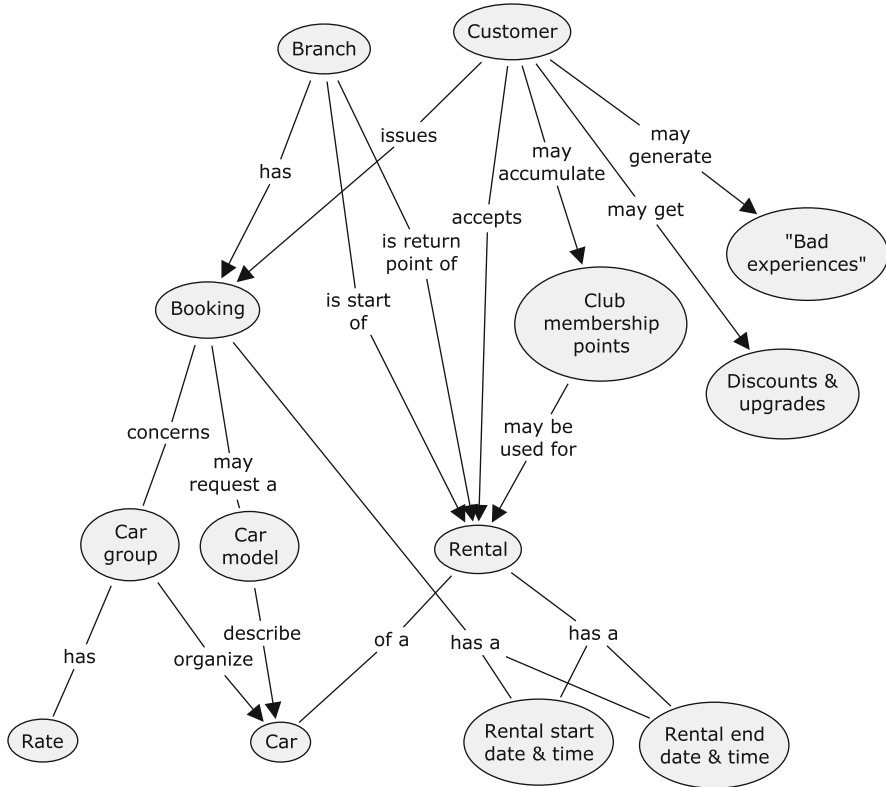 Branch
Customer
issues
has
may
accumulate
may
generate
accepts
may get
is return
point of
"Bad
experiences"
is start
of
Booking
Club
membership
points
Discounts &
upgrades
concerns
may
request a
may be
used for
Car
group
Car
model
Rental
has
organize
describe
of a
has a
has a
Rate
Car
Rental start
date & time
Rental end
date & time